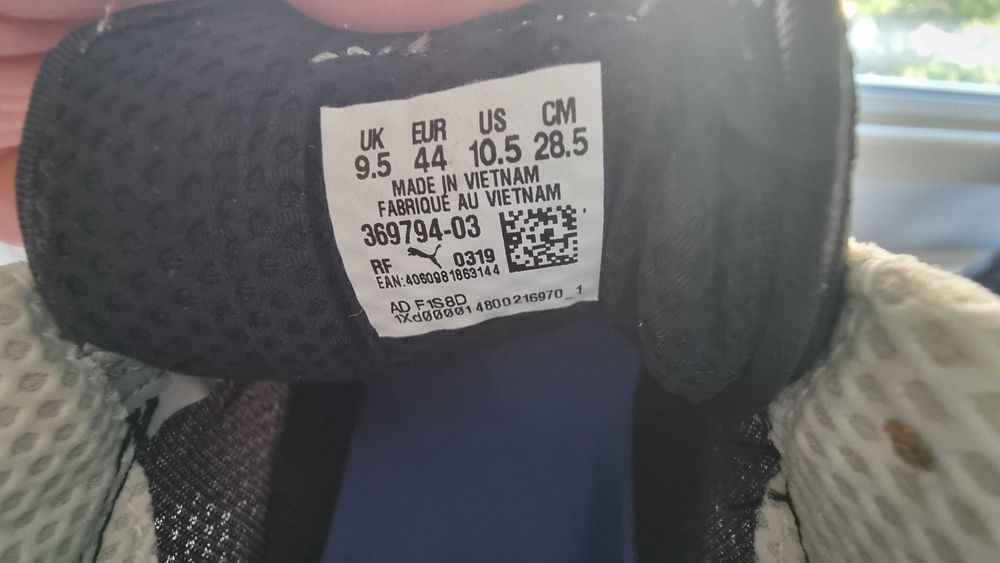 UK EUR US CM
9.5 44 10.5 28.5
MADE IN VIETNAM
FABRIQUÉ AU VIETNAM
369794-03
RF 0319
EAN:4060981863144
AD F1S8D
1Xd000014800216970_1